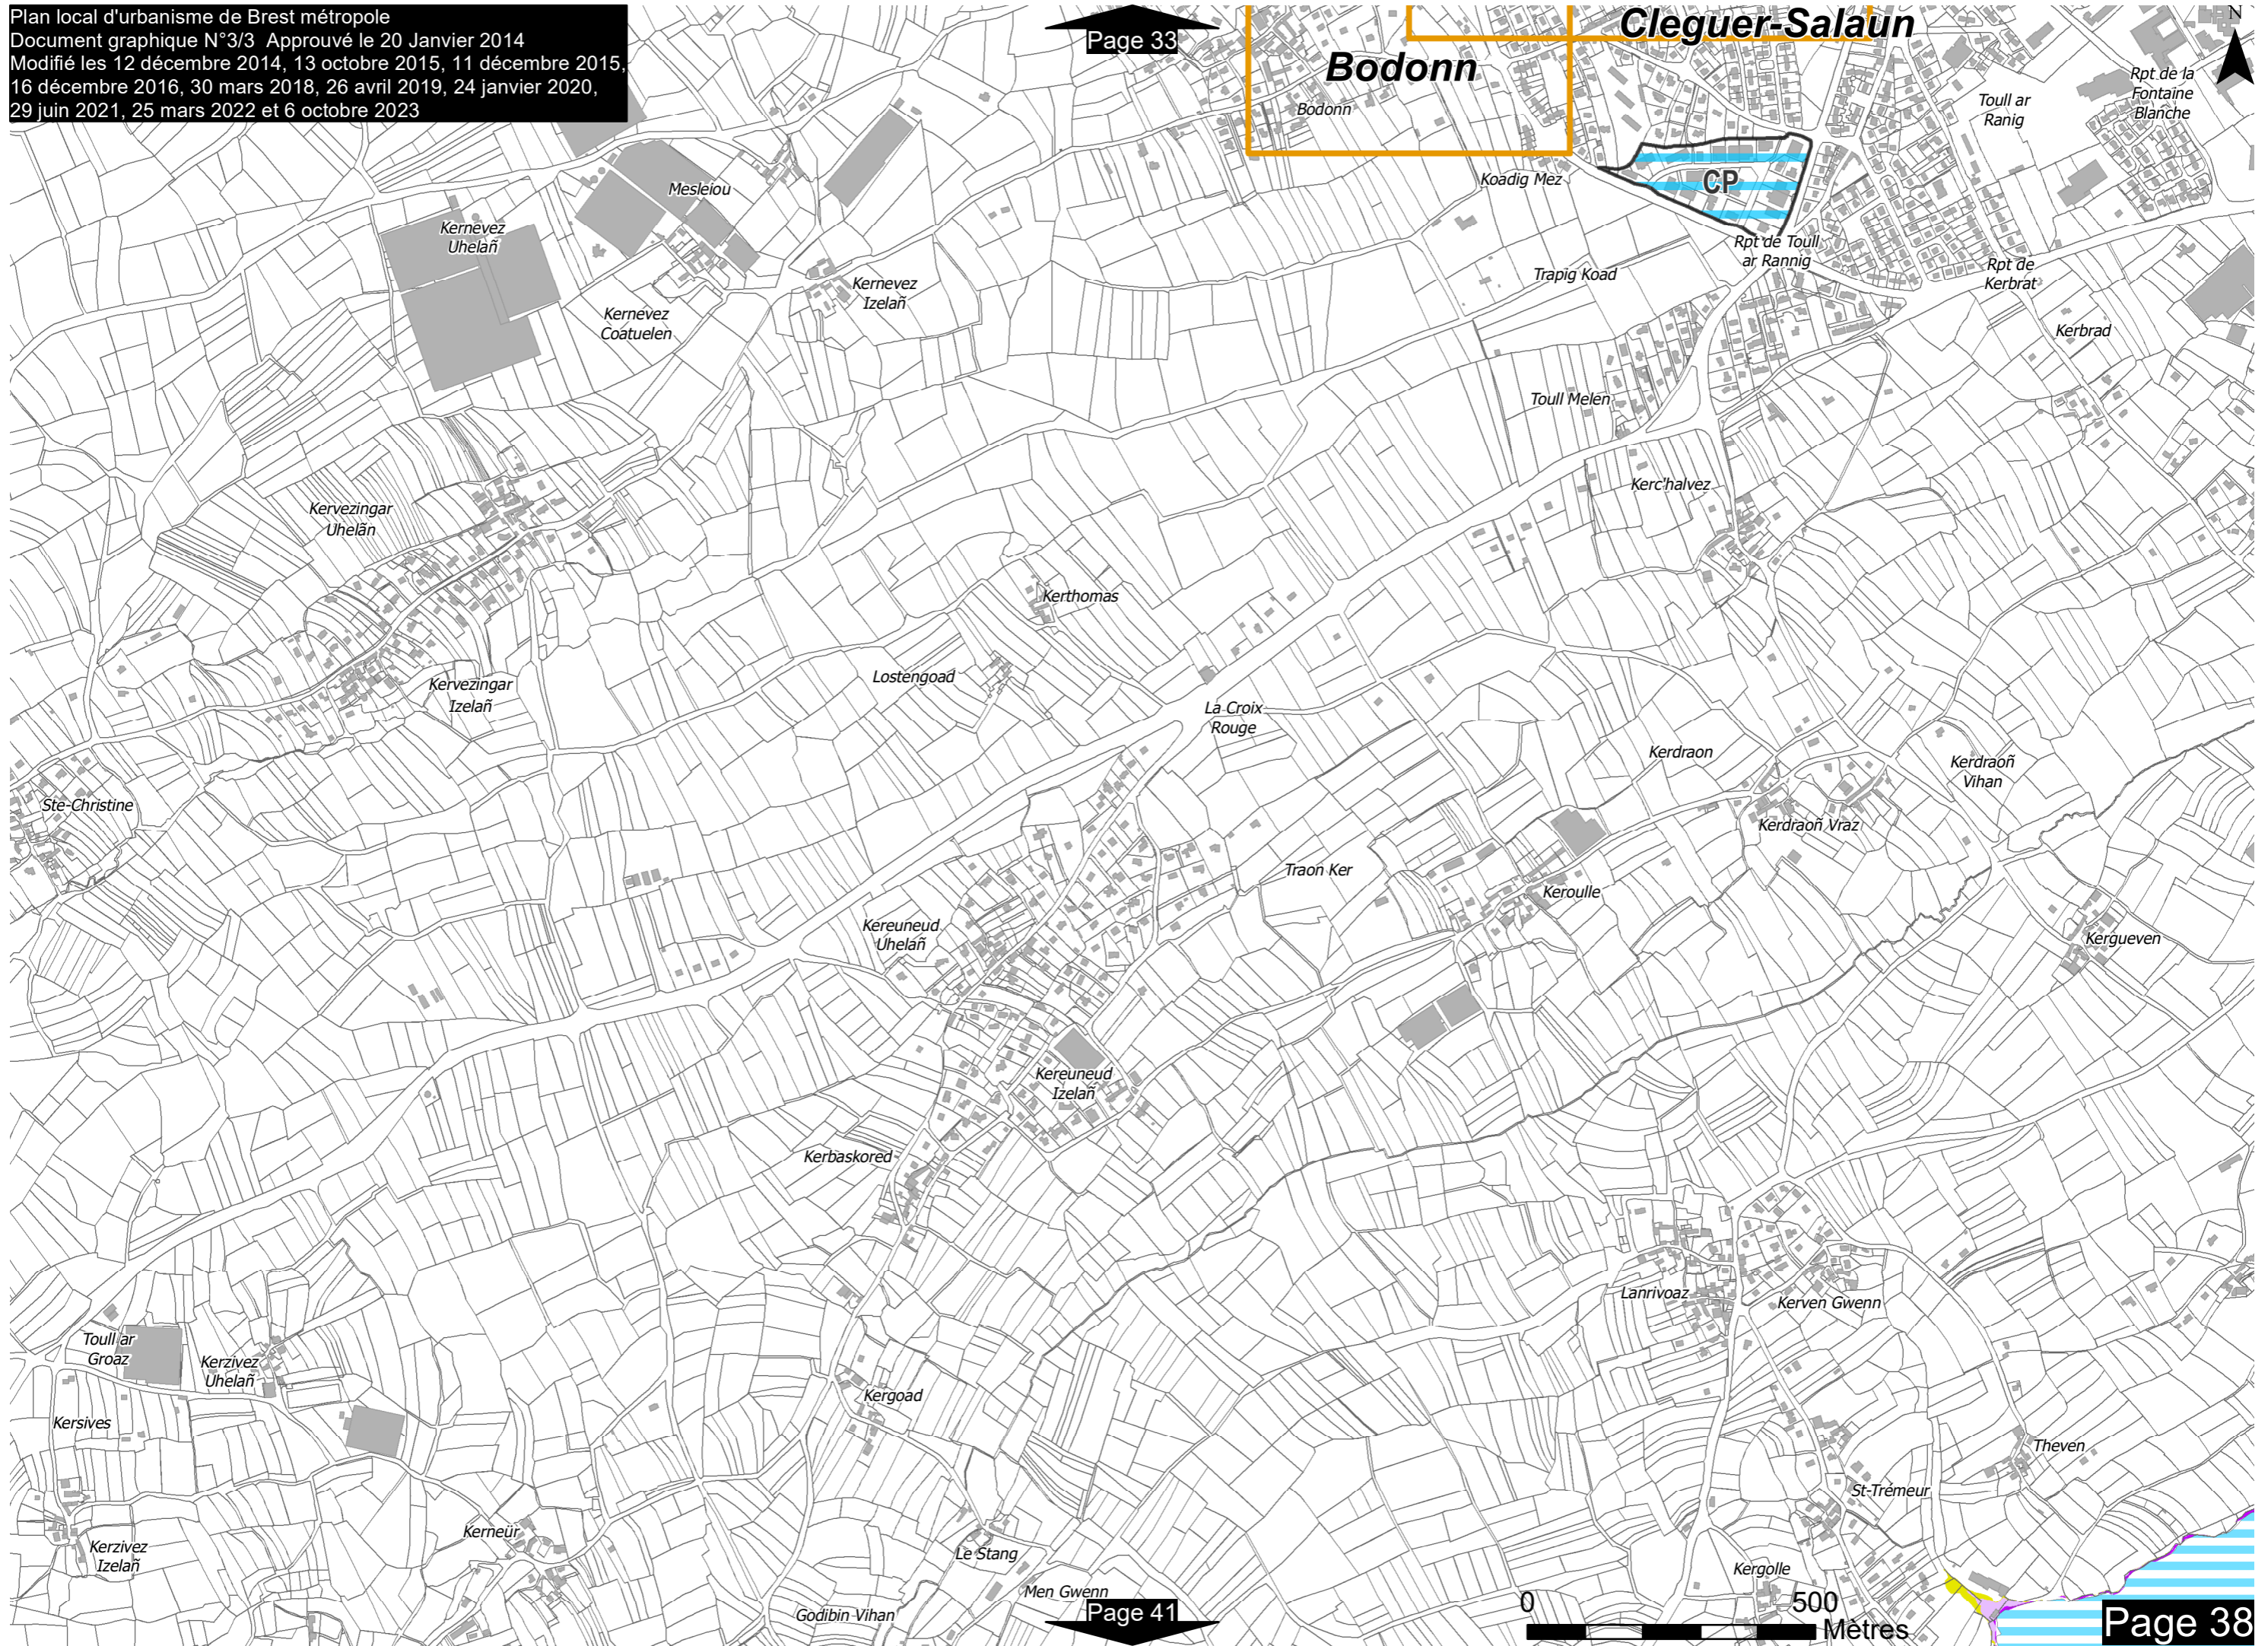 Plan local d'urbanisme de Brest métropole
Document graphique N°3/3  Approuvé le 20 Janvier 2014
Modifié les 12 décembre 2014, 13 octobre 2015, 11 décembre 2015,
16 décembre 2016, 30 mars 2018, 26 avril 2019, 24 janvier 2020,
29 juin 2021, 25 mars 2022 et 6 octobre 2023
Page 33
Cleguer-Salaun
N
Bodonn
Bodonn
Toull ar
Ranig
Rpt de la
Fontaine
Blanche
Koadig Mez
CP
Mesleiou
Kernevez
Uhelañ
Kernevez
Izelañ
Kernevez
Coatuelen
Trapig Koad
Rpt de Toull
ar Rannig
Rpt de
Kerbrat
Kerbrad
Toull Melen
Kerc'halvez
Kervezingar
Uhelañ
Kerthomas
Lostengoad
Kervezingar
Izelañ
La Croix
Rouge
Kerdraon
Kerdraoñ
Vihan
Ste-Christine
Kerdraoñ Vraz
Traon Ker
Keroulle
Kereuneud
Uhelañ
Kergueven
Kereuneud
Izelañ
Kerbaskored
Lanrivoaz
Kerven Gwenn
Toull ar
Groaz
Kerzivez
Uhelañ
Kergoad
Kersives
Theven
St-Trémeur
Kerneür
Kerzivez
Izelañ
Le Stang
Kergolle
Men Gwenn
Godibin Vihan
Page 41
0 500
Mètres
Page 38